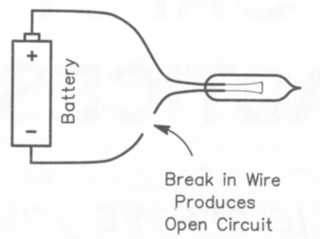 +
Battery
−
Break in Wire
Produces
Open Circuit